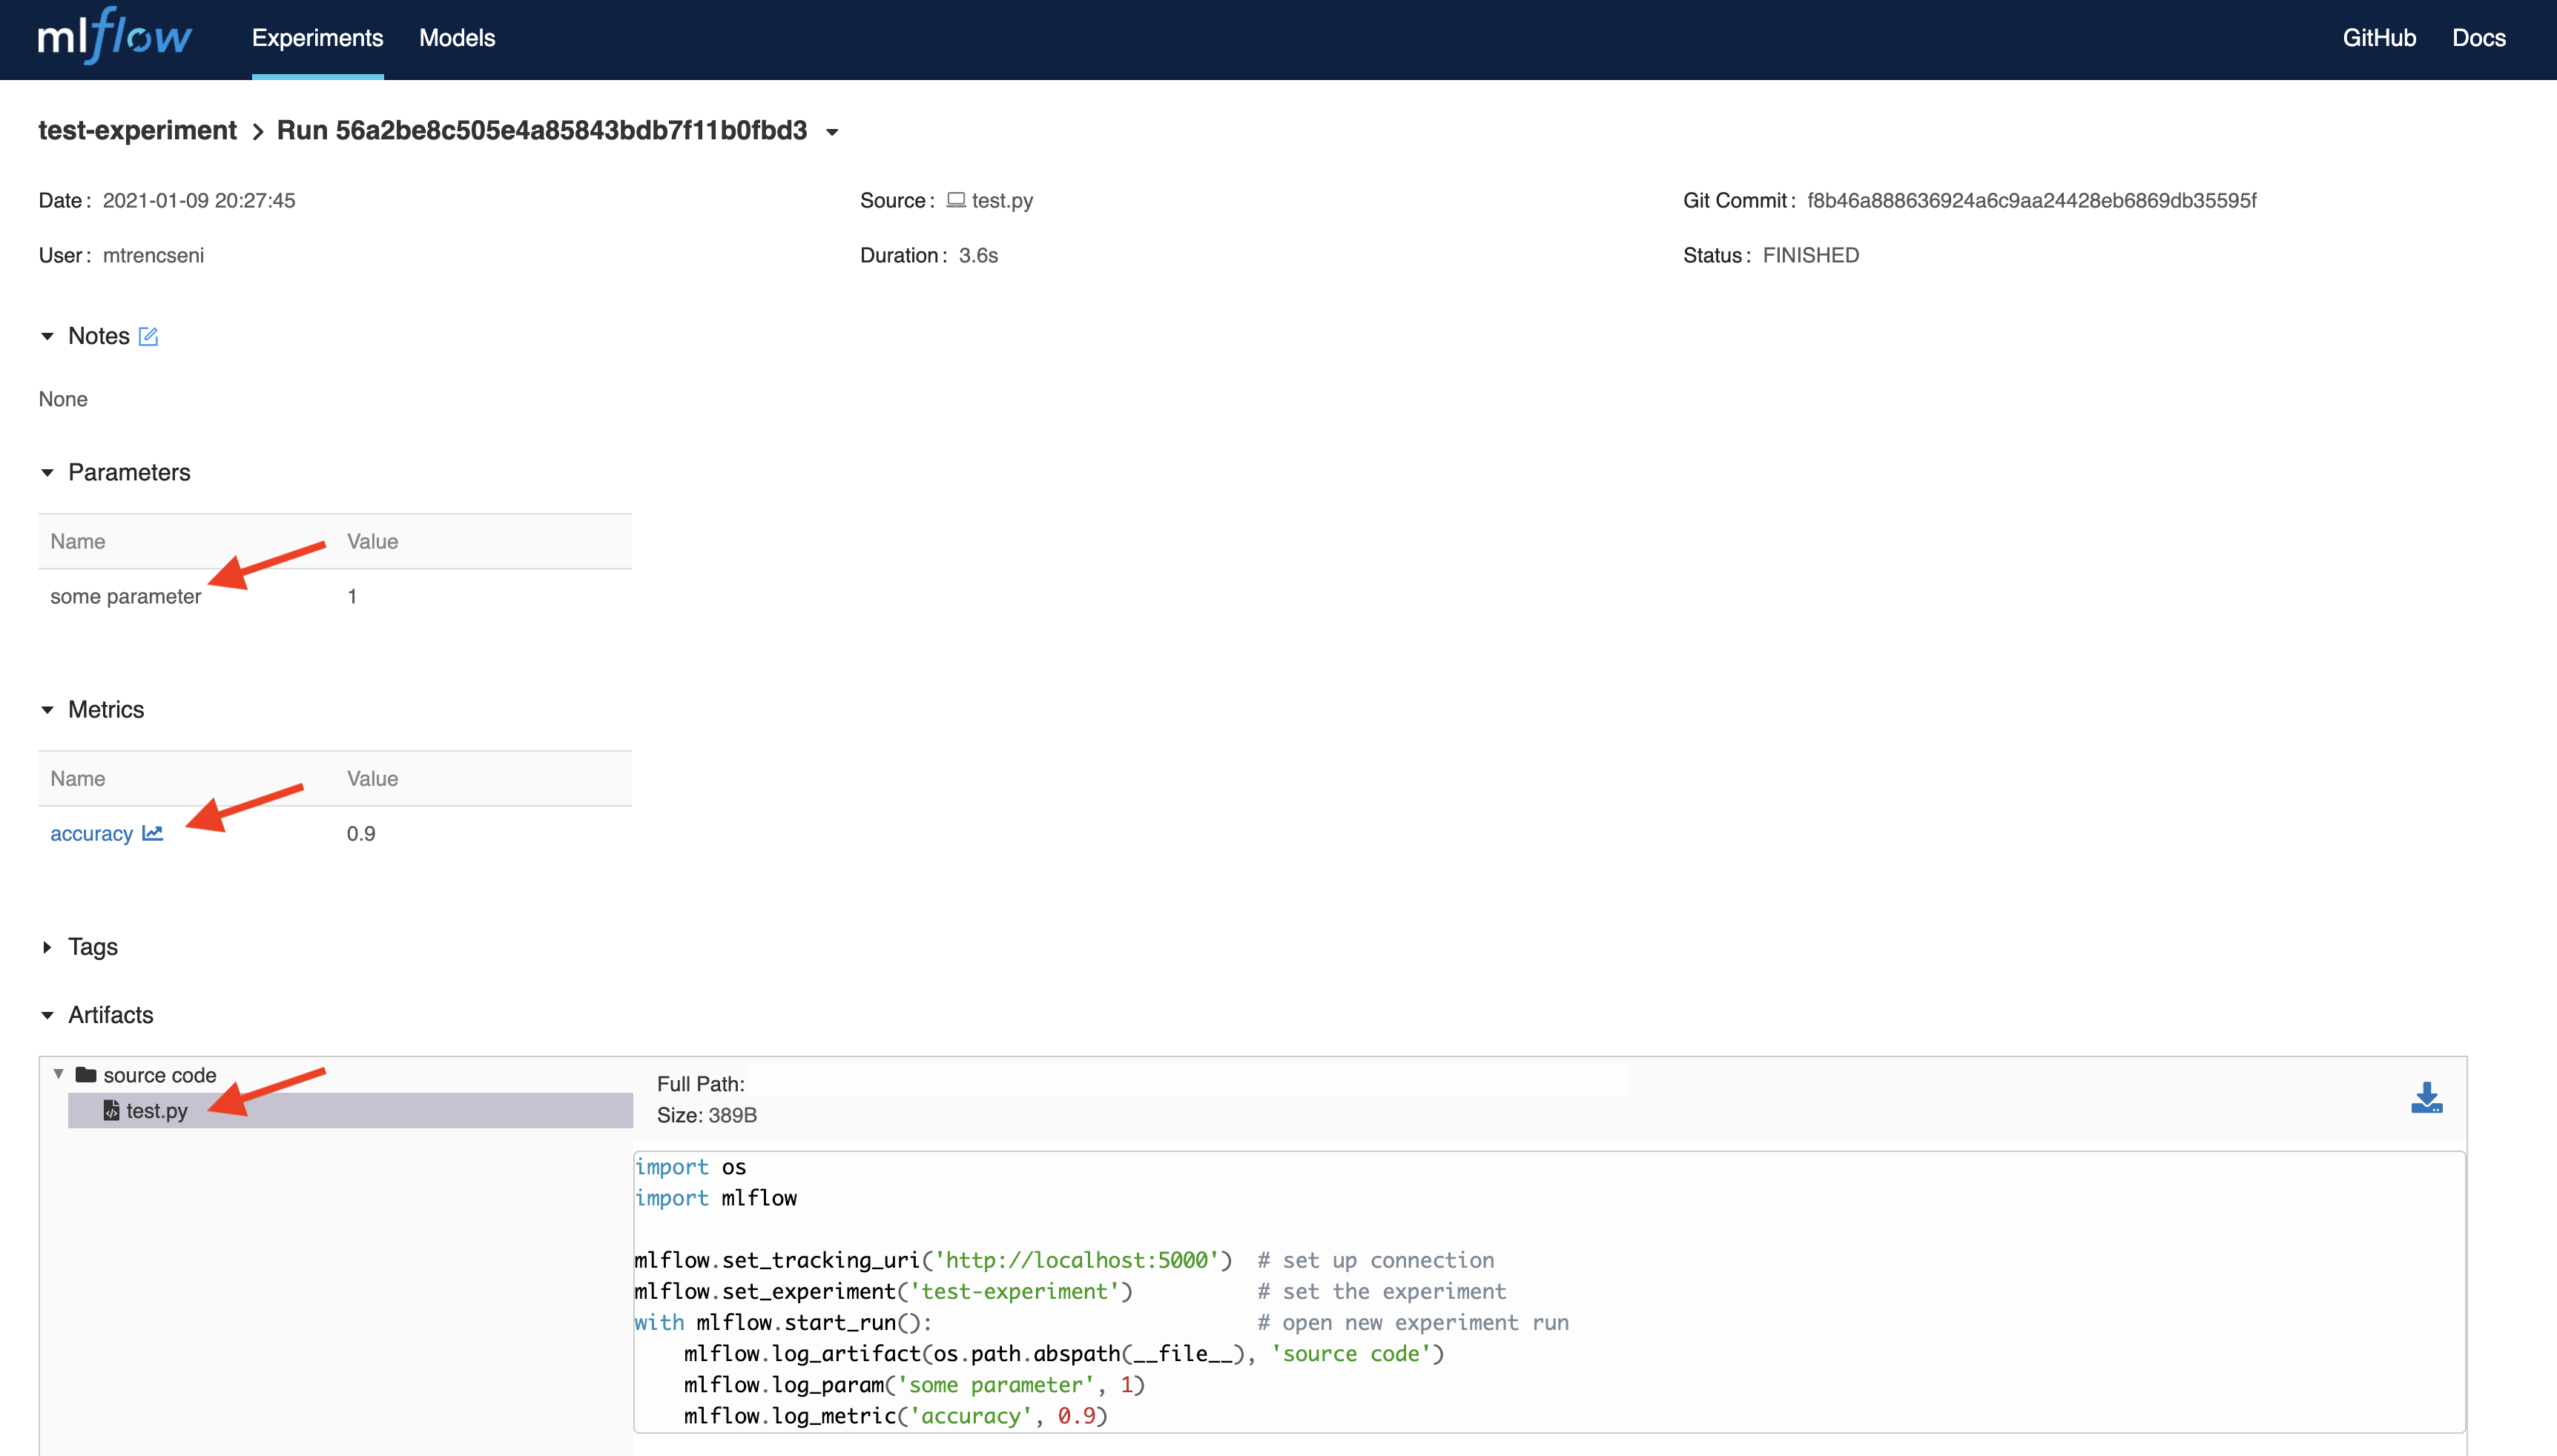 mlflow Experiments Models GitHub Docs
test-experiment > Run 56a2be8c505e4a85843bdb7f11b0fbd3
Date: 2021-01-09 20:27:45 Source: test.py Git Commit: f8b46a888636924a6c9aa24428eb6869db35595f
User: mtrencseni Duration: 3.6s Status: FINISHED
Notes
None
Parameters
Name Value
some parameter 1
Metrics
Name Value
accuracy 0.9
Tags
Artifacts
source code
test.py
Full Path:
Size: 389B
import os
import mlflow
mlflow.set_tracking_uri('http://localhost:5000')  # set up connection
mlflow.set_experiment('test-experiment')          # set the experiment
with mlflow.start_run():                          # open new experiment run
    mlflow.log_artifact(os.path.abspath(__file__), 'source code')
    mlflow.log_param('some parameter', 1)
    mlflow.log_metric('accuracy', 0.9)